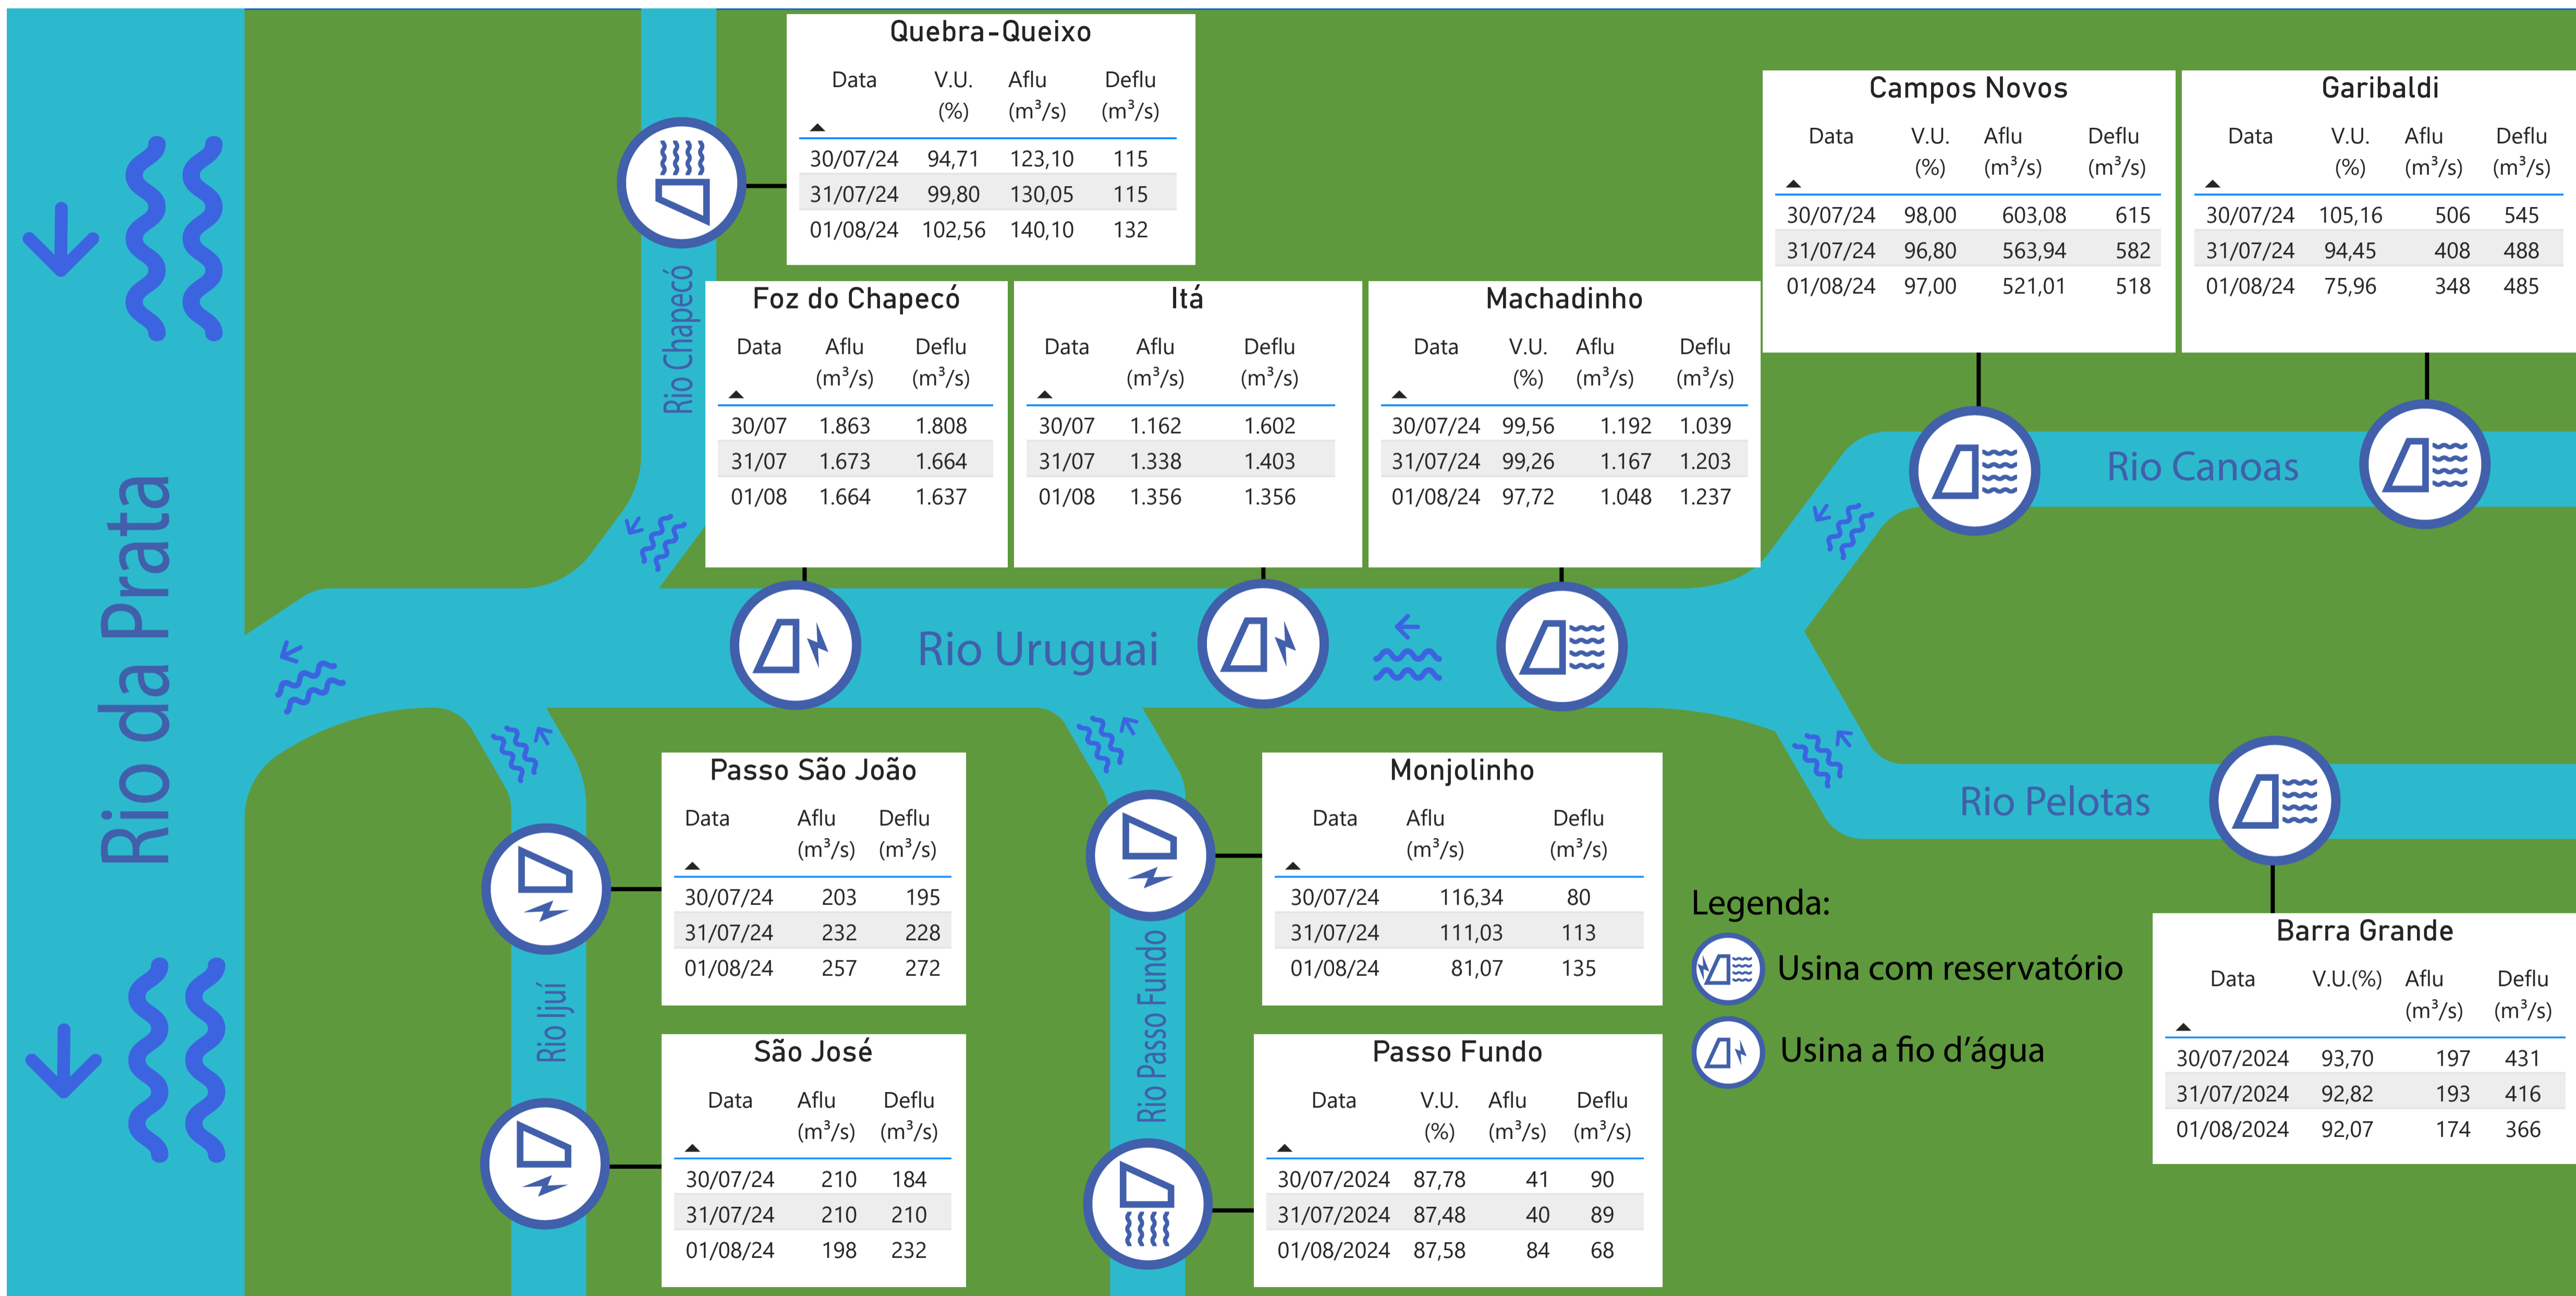 Rio da Prata
Quebra-Queixo
Data V.U. Aflu Deflu
(%) (m³/s) (m³/s)
30/07/24 94,71 123,10 115
31/07/24 99,80 130,05 115
01/08/24 102,56 140,10 132
Rio Chapecó
Foz do Chapecó
Data Aflu Deflu
(m³/s) (m³/s)
30/07 1.863 1.808
31/07 1.673 1.664
01/08 1.664 1.637
Itá
Data Aflu Deflu
(m³/s) (m³/s)
30/07 1.162 1.602
31/07 1.338 1.403
01/08 1.356 1.356
Machadinho
Data V.U. Aflu Deflu
(%) (m³/s) (m³/s)
30/07/24 99,56 1.192 1.039
31/07/24 99,26 1.167 1.203
01/08/24 97,72 1.048 1.237
Campos Novos
Data V.U. Aflu Deflu
(%) (m³/s) (m³/s)
30/07/24 98,00 603,08 615
31/07/24 96,80 563,94 582
01/08/24 97,00 521,01 518
Garibaldi
Data V.U. Aflu Deflu
(%) (m³/s) (m³/s)
30/07/24 105,16 506 545
31/07/24 94,45 408 488
01/08/24 75,96 348 485
Rio Canoas
Rio Uruguai
Rio Pelotas
Passo São João
Data Aflu Deflu
(m³/s) (m³/s)
30/07/24 203 195
31/07/24 232 228
01/08/24 257 272
Rio Ijuí
São José
Data Aflu Deflu
(m³/s) (m³/s)
30/07/24 210 184
31/07/24 210 210
01/08/24 198 232
Monjolinho
Data Aflu Deflu
(m³/s) (m³/s)
30/07/24 116,34 80
31/07/24 111,03 113
01/08/24 81,07 135
Rio Passo Fundo
Passo Fundo
Data V.U. Aflu Deflu
(%) (m³/s) (m³/s)
30/07/2024 87,78 41 90
31/07/2024 87,48 40 89
01/08/2024 87,58 84 68
Legenda:
Usina com reservatório
Usina a fio d'água
Barra Grande
Data V.U.(%) Aflu Deflu
(m³/s) (m³/s)
30/07/2024 93,70 197 431
31/07/2024 92,82 193 416
01/08/2024 92,07 174 366